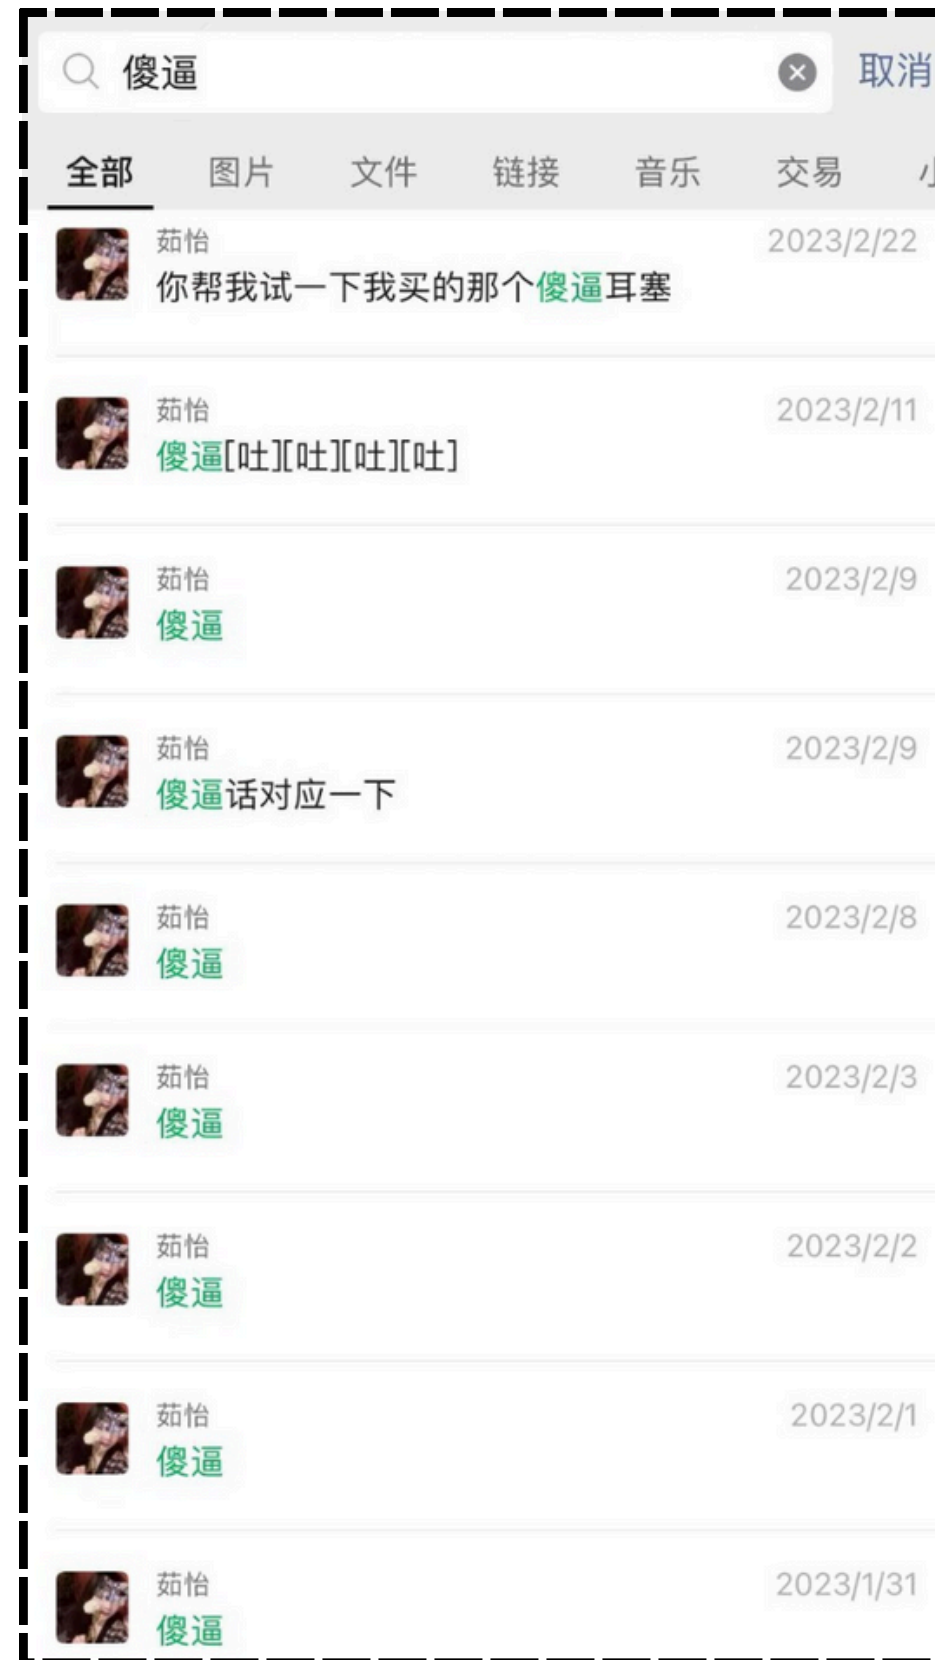 傻逼 取消
全部 图片 文件 链接 音乐 交易
茹怡 2023/2/22
你帮我试一下我买的那个傻逼耳塞
茹怡 2023/2/11
傻逼[吐][吐][吐][吐]
茹怡 2023/2/9
傻逼
茹怡 2023/2/9
傻逼话对应一下
茹怡 2023/2/8
傻逼
茹怡 2023/2/3
傻逼
茹怡 2023/2/2
傻逼
茹怡 2023/2/1
傻逼
茹怡 2023/1/31
傻逼